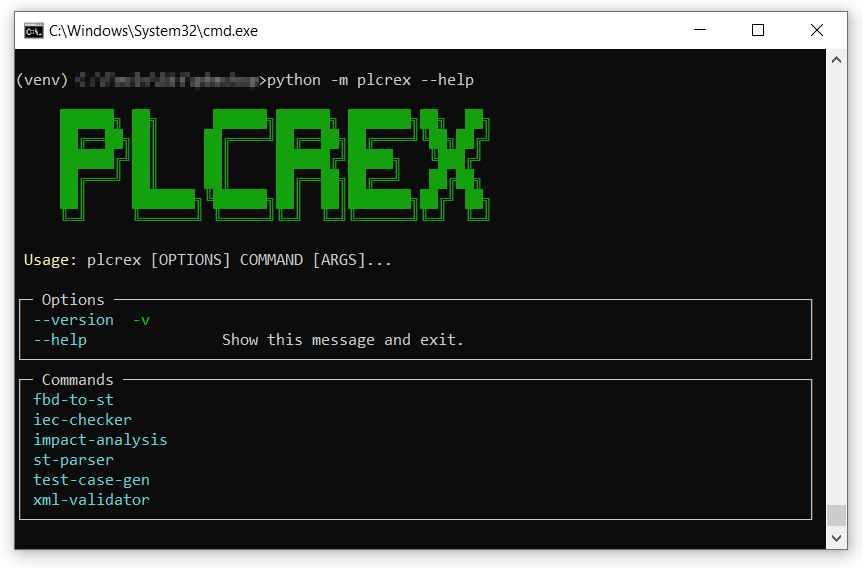 C:\Windows\System32\cmd.exe
(venv) >python -m plcrex --help
PLCREX
Usage: plcrex [OPTIONS] COMMAND [ARGS]...
Options
--version -v
--help Show this message and exit.
Commands
fbd-to-st
iec-checker
impact-analysis
st-parser
test-case-gen
xml-validator